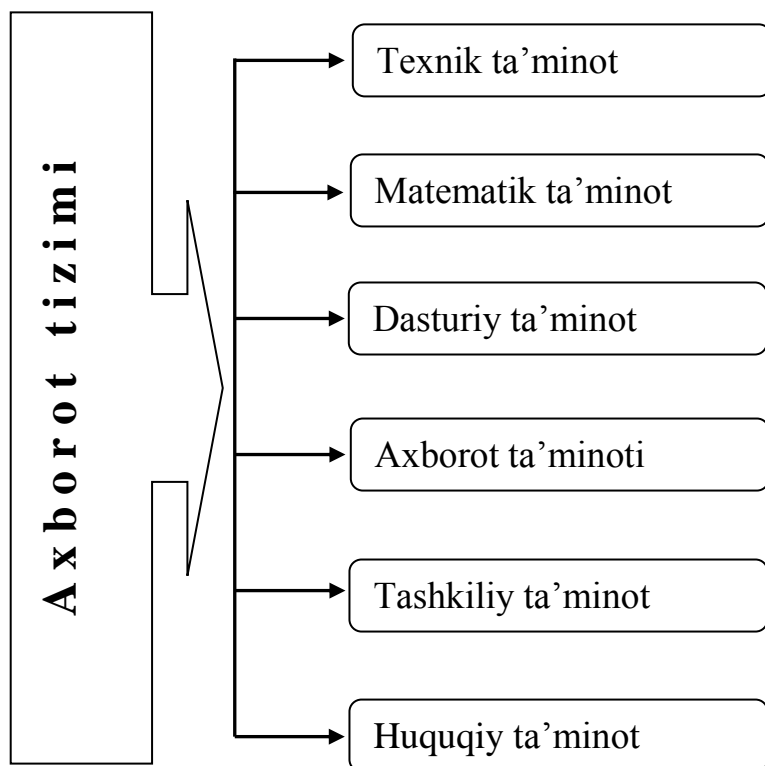 Axborot tizimi
Texnik ta’minot
Matematik ta’minot
Dasturiy ta’minot
Axborot ta’minoti
Tashkiliy ta’minot
Huquqiy ta’minot